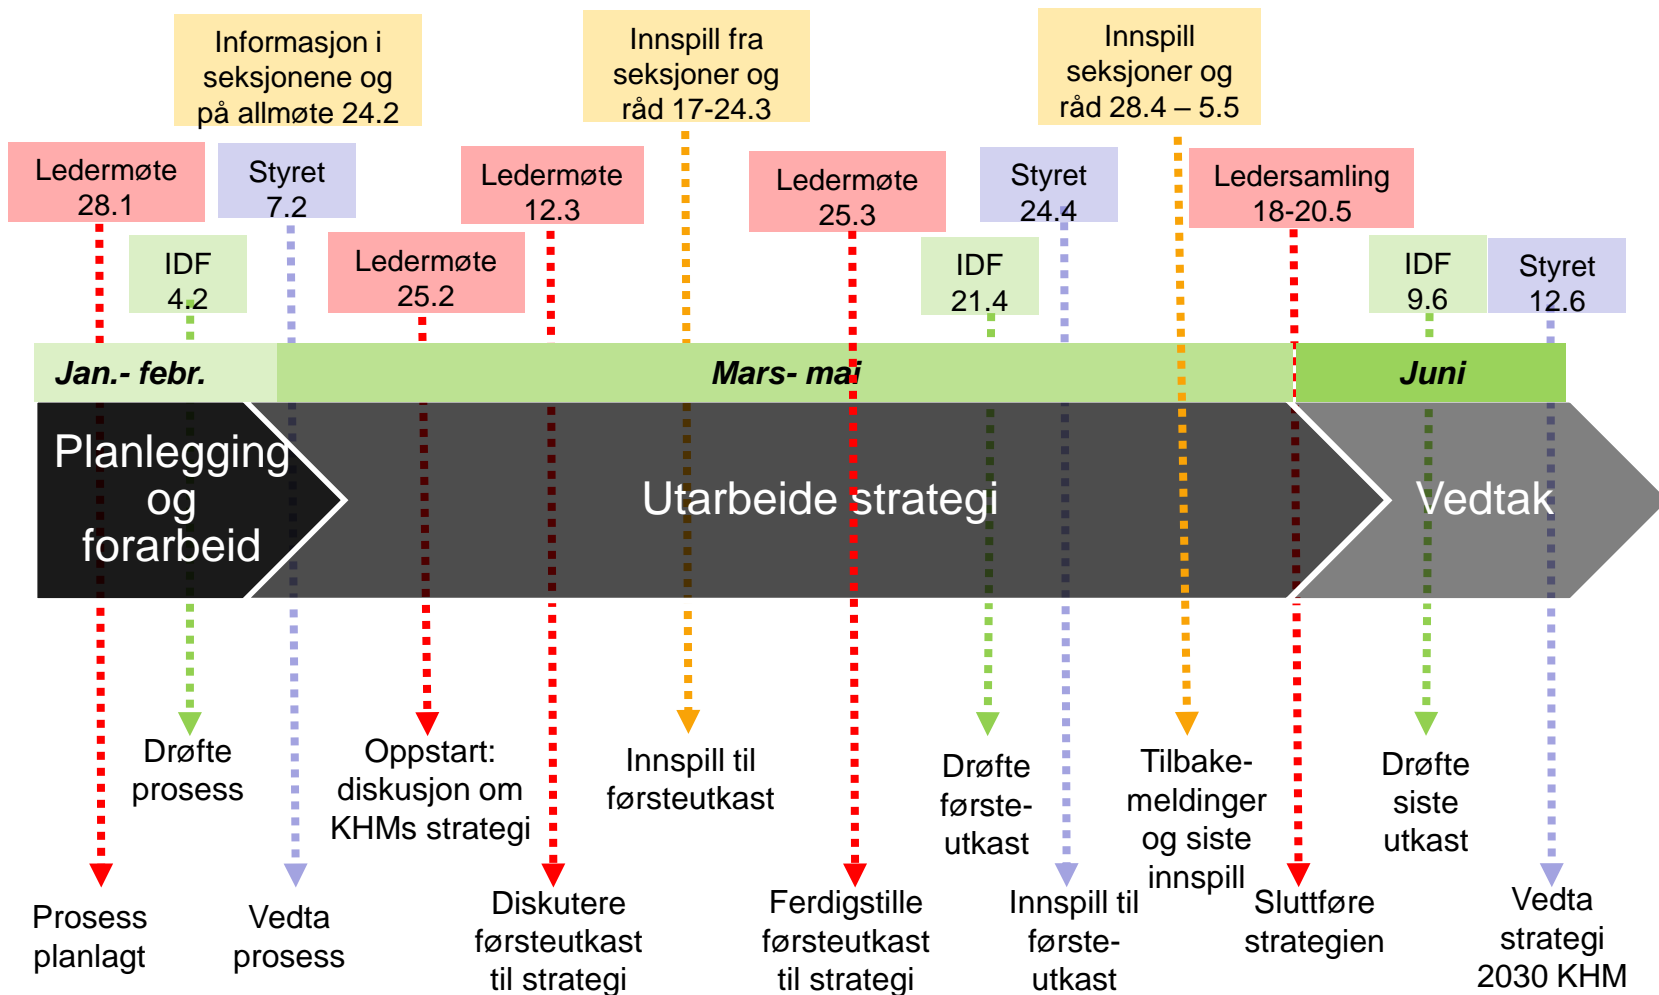 Informasjon i
seksjonene og
på allmøte 24.2
Innspill fra
seksjoner og
råd 17-24.3
Innspill
seksjoner og
råd 28.4 – 5.5
Ledermøte
28.1
Styret
7.2
Ledermøte
12.3
Ledermøte
25.3
Styret
24.4
Ledersamling
18-20.5
IDF
4.2
Ledermøte
25.2
IDF
21.4
IDF
9.6
Styret
12.6
Jan.- febr.
Mars- mai
Juni
Planlegging
og
forarbeid
Utarbeide strategi
Vedtak
Drøfte
prosess
Oppstart:
diskusjon om
KHMs strategi
Innspill til
førsteutkast
Drøfte
første-
utkast
Tilbake-
meldinger
og siste
innspill
Drøfte
siste
utkast
Prosess
planlagt
Vedta
prosess
Diskutere
førsteutkast
til strategi
Ferdigstille
førsteutkast
til strategi
Innspill til
første-
utkast
Sluttføre
strategien
Vedta
strategi
2030 KHM